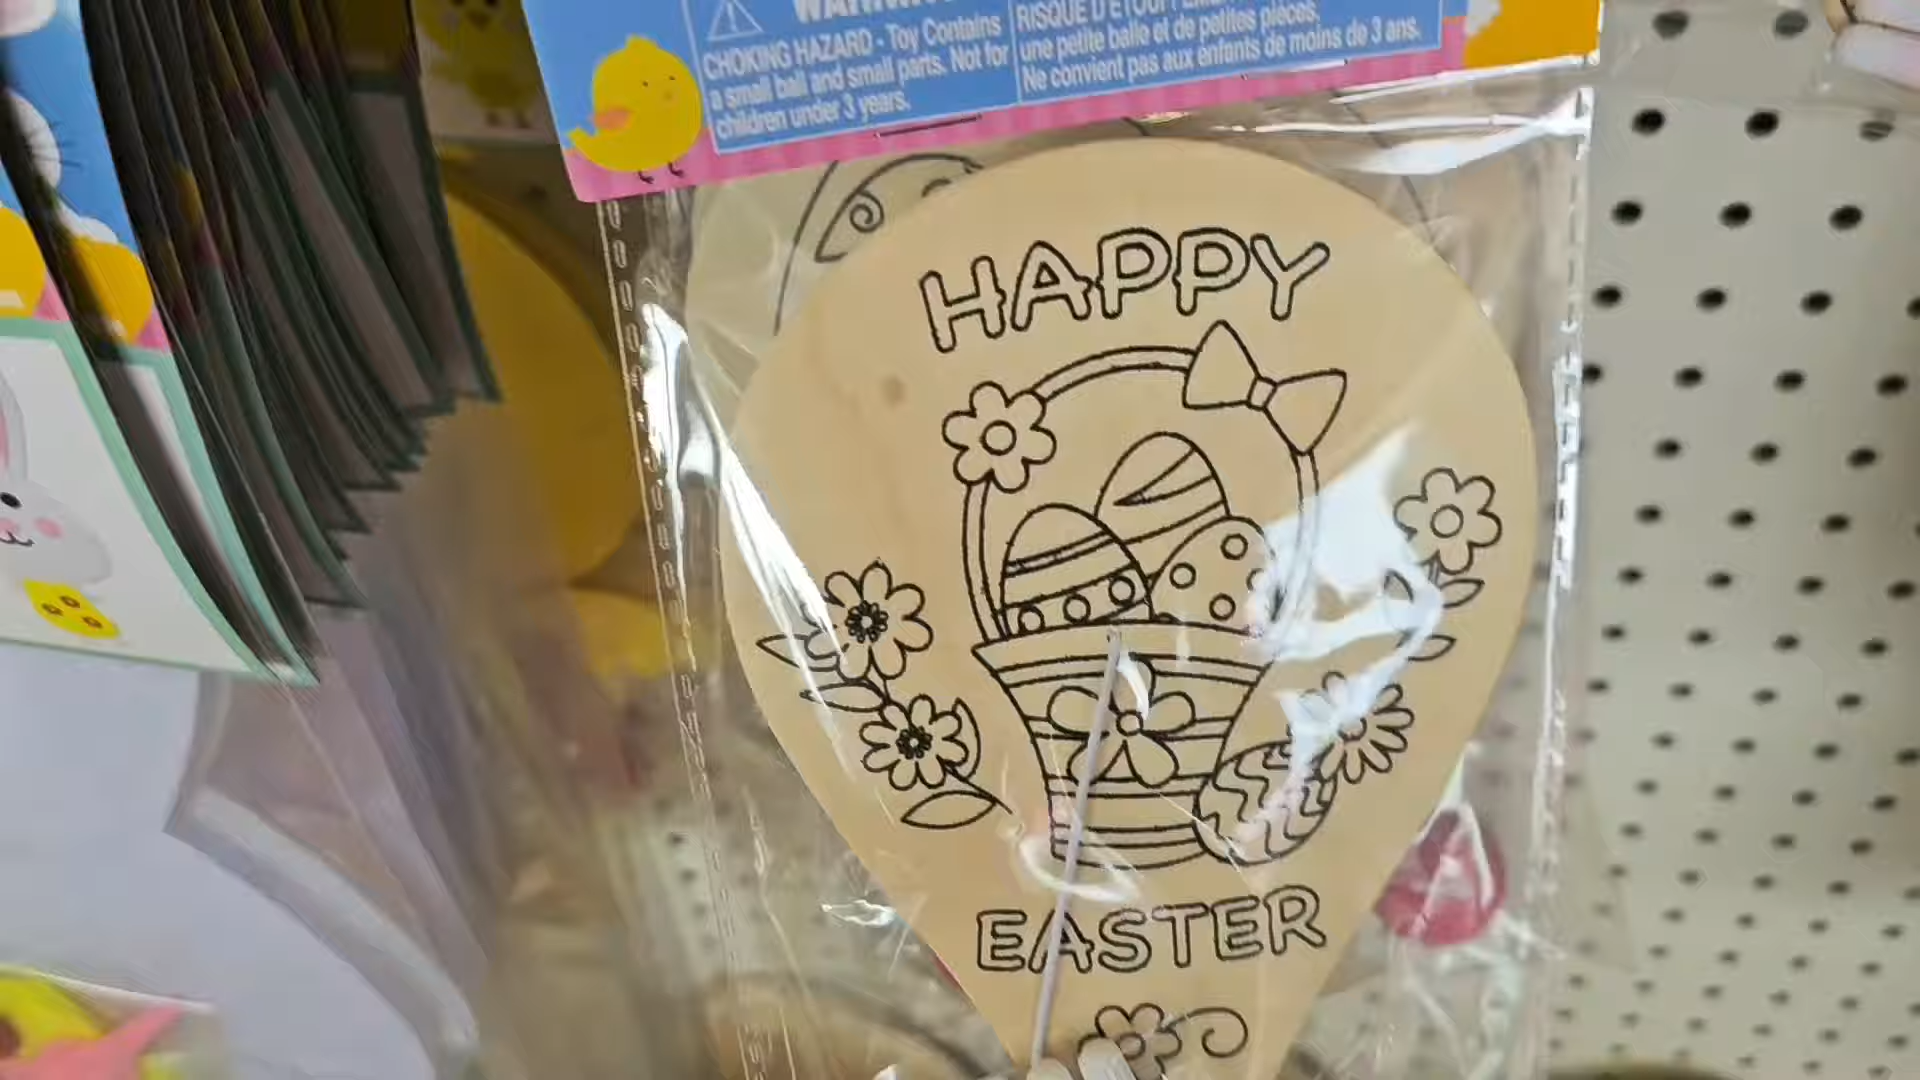 CHOKING HAZARD - Toy Contains
a small ball and small parts. Not for
children under 3 years.
une petite balle et de petites pièces.
Ne convient pas aux enfants de moins de 3 ans.
HAPPY
EASTER